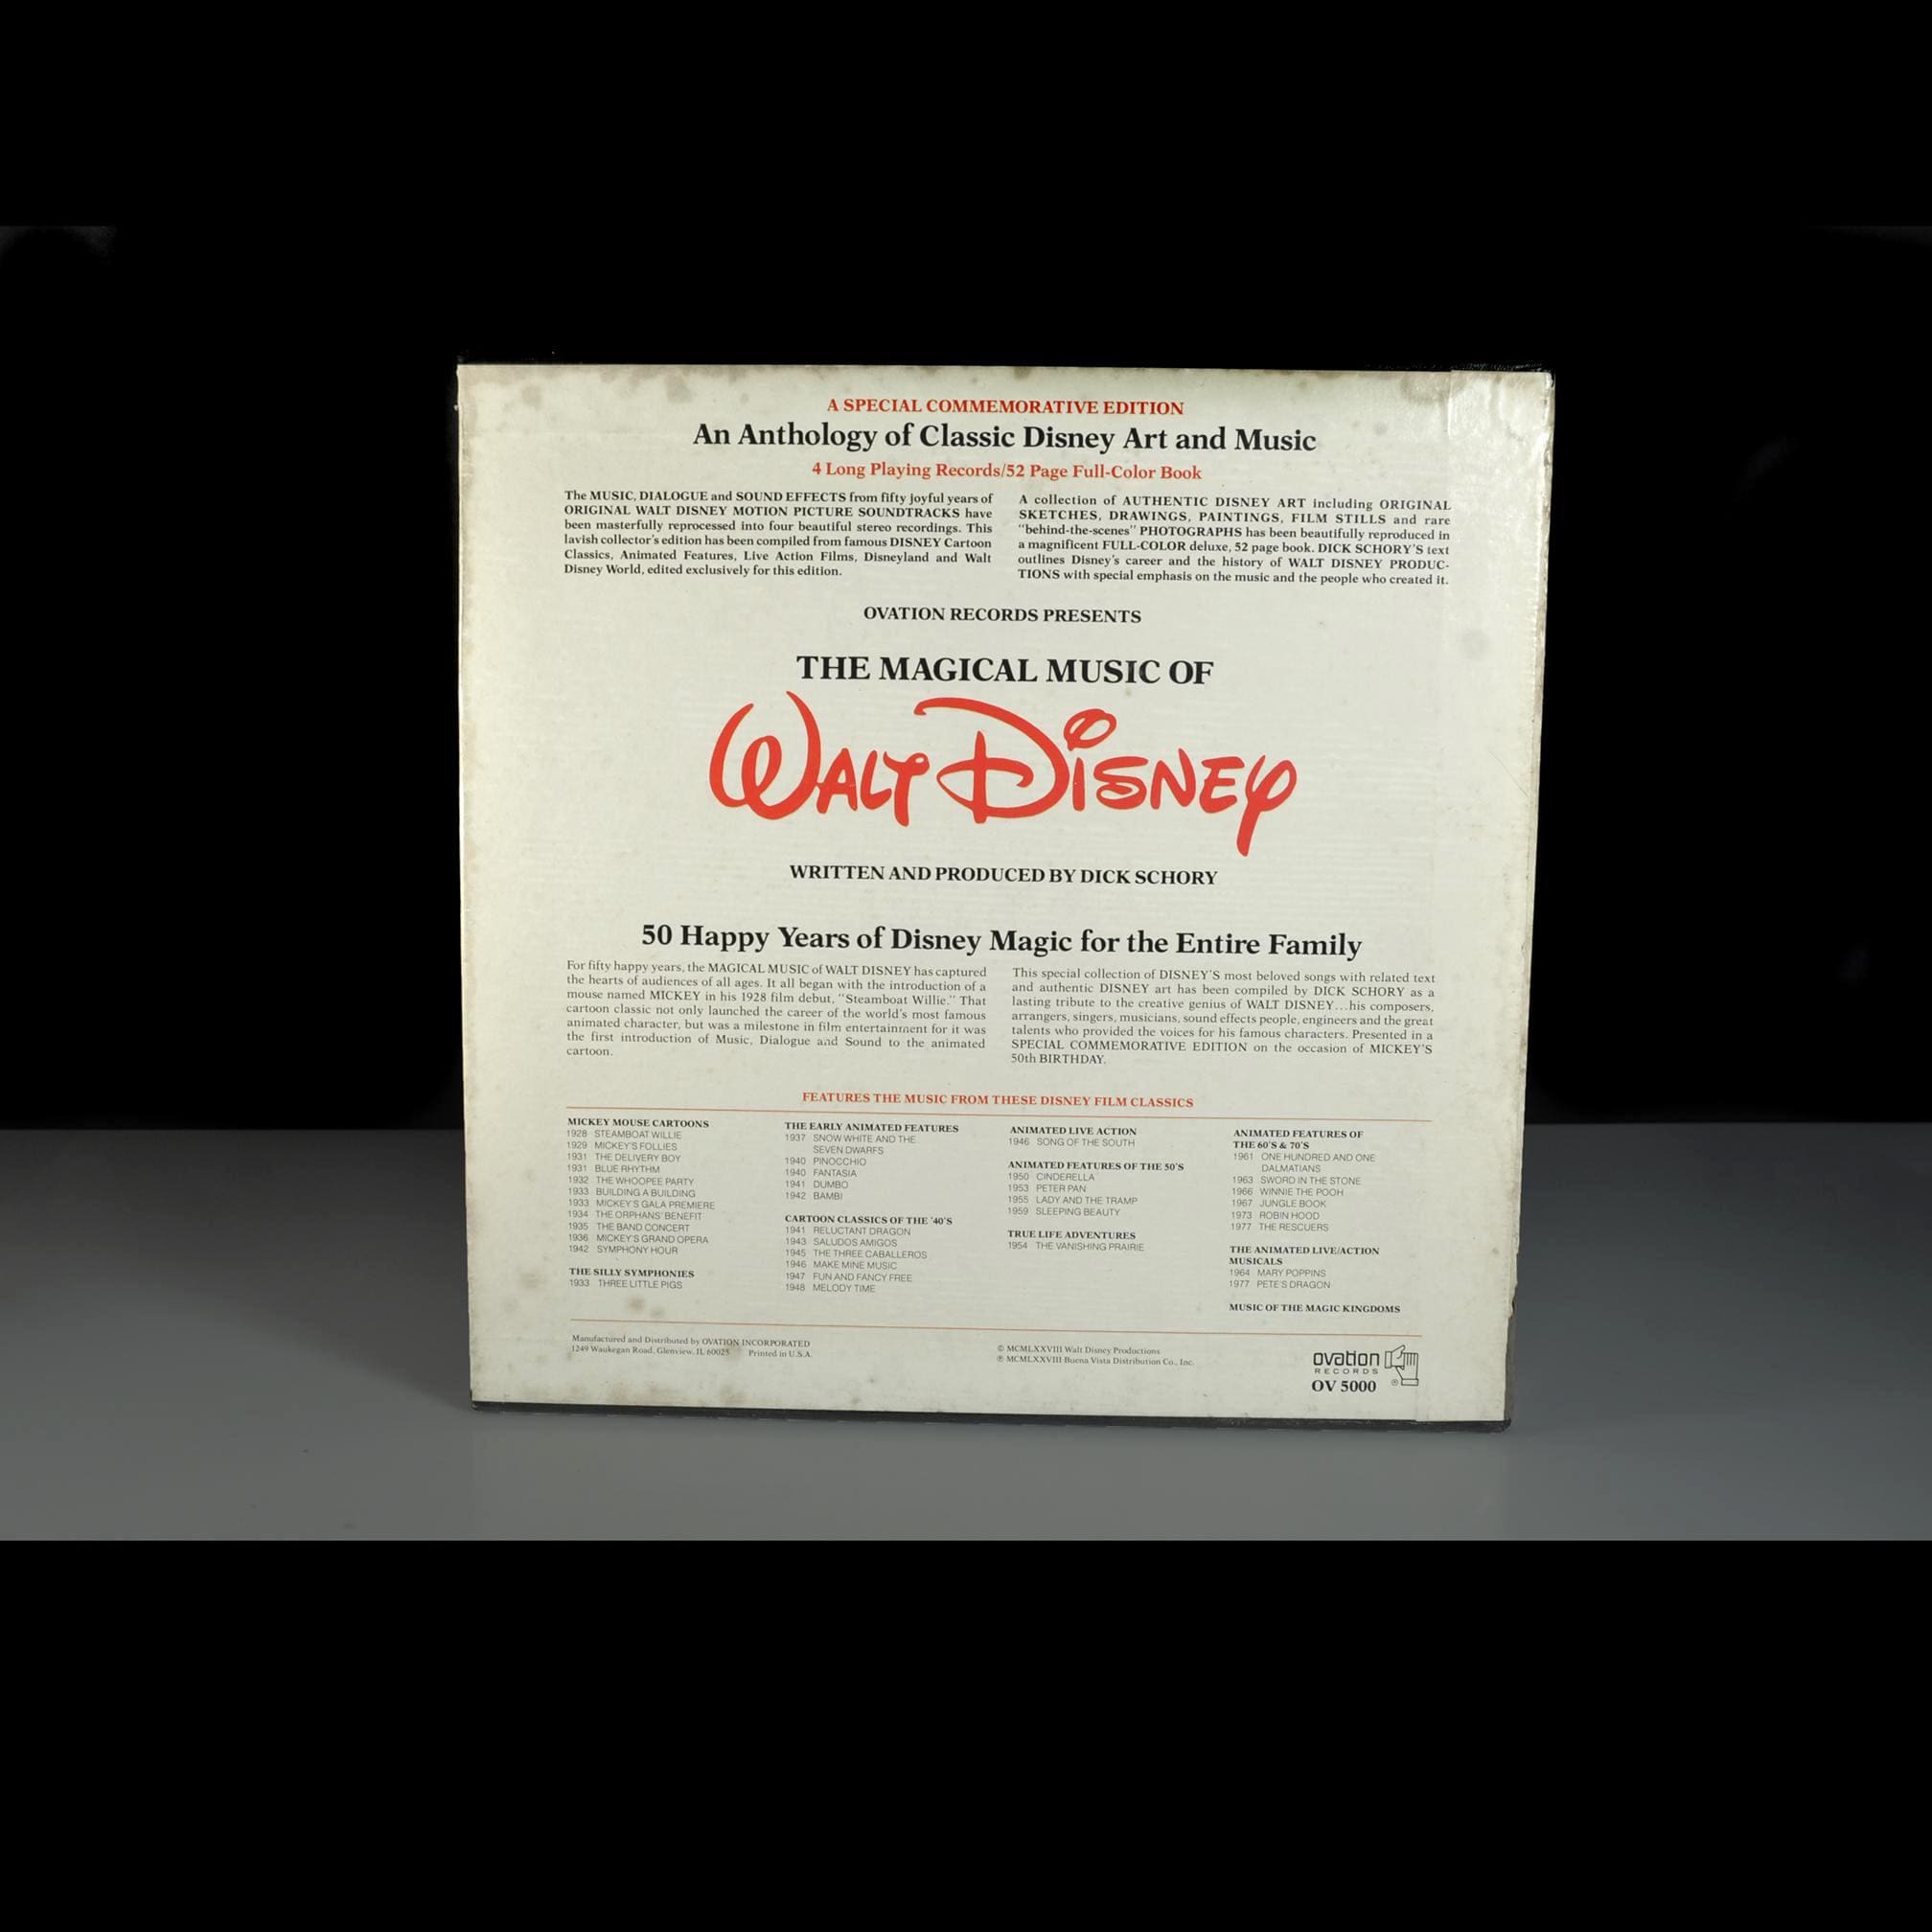 A SPECIAL COMMEMORATIVE EDITION
An Anthology of Classic Disney Art and Music
4 Long Playing Records/52 Page Full-Color Book
The MUSIC, DIALOGUE and SOUND EFFECTS from fifty joyful years of
ORIGINAL WALT DISNEY MOTION PICTURE SOUNDTRACKS have
been masterfully reprocessed into four beautiful stereo recordings. This
lavish collector's edition has been compiled from famous DISNEY Cartoon
Classics, Animated Features, Live Action Films, Disneyland and Walt
Disney World, edited exclusively for this edition.
A collection of AUTHENTIC DISNEY ART including ORIGINAL
SKETCHES, DRAWINGS, PAINTINGS, FILM STILLS and rare
"behind-the-scenes" PHOTOGRAPHS has been beautifully reproduced in
a magnificent FULL-COLOR deluxe, 52 page book. DICK SCHORY'S text
outlines Disney's career and the history of WALT DISNEY PRODUC-
TIONS with special emphasis on the music and the people who created it.
OVATION RECORDS PRESENTS
THE MAGICAL MUSIC OF
WALT DISNEY
WRITTEN AND PRODUCED BY DICK SCHORY
50 Happy Years of Disney Magic for the Entire Family
For fifty happy years, the MAGICAL MUSIC of WALT DISNEY has captured
the hearts of audiences of all ages. It all began with the introduction of a
mouse named MICKEY in his 1928 film debut, "Steamboat Willie." That
cartoon classic not only launched the career of the world's most famous
animated character, but was a milestone in film entertainment for it was
the first introduction of Music, Dialogue and Sound to the animated
cartoon.
This special collection of DISNEY'S most beloved songs with related text
and authentic DISNEY art has been compiled by DICK SCHORY as a
lasting tribute to the creative genius of WALT DISNEY...his composers,
arrangers, singers, musicians, sound effects people, engineers and the great
talents who provided the voices for his famous characters. Presented in a
SPECIAL COMMEMORATIVE EDITION on the occasion of MICKEY'S
50th BIRTHDAY.
FEATURES THE MUSIC FROM THESE DISNEY FILM CLASSICS
MICKEY MOUSE CARTOONS
1928 STEAMBOAT WILLIE
1929 MICKEY'S FOLLIES
1931 THE DELIVERY BOY
1931 BLUE RHYTHM
1932 THE WHOOPEE PARTY
1933 BUILDING A BUILDING
1933 MICKEY'S GALA PREMIERE
1934 THE ORPHANS' BENEFIT
1935 THE BAND CONCERT
1936 MICKEY'S GRAND OPERA
1942 SYMPHONY HOUR
THE SILLY SYMPHONIES
1933 THREE LITTLE PIGS
THE EARLY ANIMATED FEATURES
1937 SNOW WHITE AND THE
SEVEN DWARFS
1940 PINOCCHIO
1940 FANTASIA
1941 DUMBO
1942 BAMBI
CARTOON CLASSICS OF THE '40'S
1941 RELUCTANT DRAGON
1943 SALUDOS AMIGOS
1945 THE THREE CABALLEROS
1946 MAKE MINE MUSIC
1947 FUN AND FANCY FREE
1948 MELODY TIME
ANIMATED LIVE ACTION
1946 SONG OF THE SOUTH
ANIMATED FEATURES OF THE 50'S
1950 CINDERELLA
1953 PETER PAN
1955 LADY AND THE TRAMP
1959 SLEEPING BEAUTY
TRUE LIFE ADVENTURES
1954 THE VANISHING PRAIRIE
ANIMATED FEATURES OF
THE 60'S & 70'S
1961 ONE HUNDRED AND ONE
DALMATIANS
1963 SWORD IN THE STONE
1966 WINNIE THE POOH
1967 JUNGLE BOOK
1973 ROBIN HOOD
1977 THE RESCUERS
THE ANIMATED LIVE/ACTION
MUSICALS
1964 MARY POPPINS
1977 PETE'S DRAGON
MUSIC OF THE MAGIC KINGDOMS
Manufactured and Distributed by OVATION INCORPORATED
1249 Waukegan Road, Glenview, IL 60025 Printed in U.S.A.
© MCMLXXVIII Walt Disney Productions
℗ MCMLXXVIII Buena Vista Distribution Co., Inc.
ovation
RECORDS
®
OV 5000